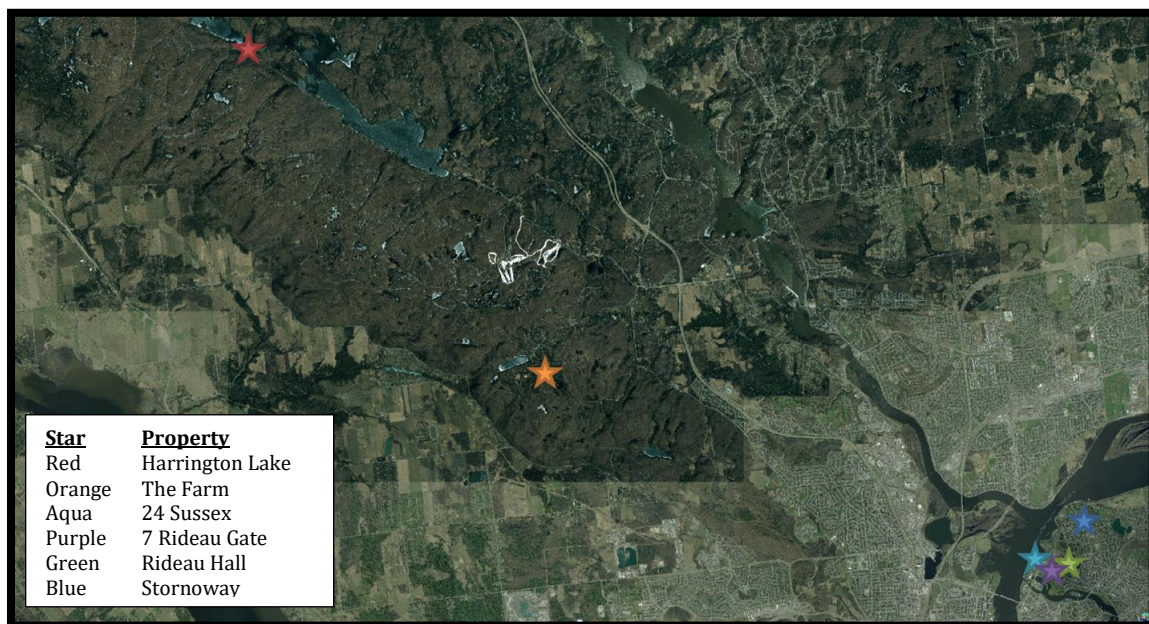 Star Property
Red Harrington Lake
Orange The Farm
Aqua 24 Sussex
Purple 7 Rideau Gate
Green Rideau Hall
Blue Stornoway